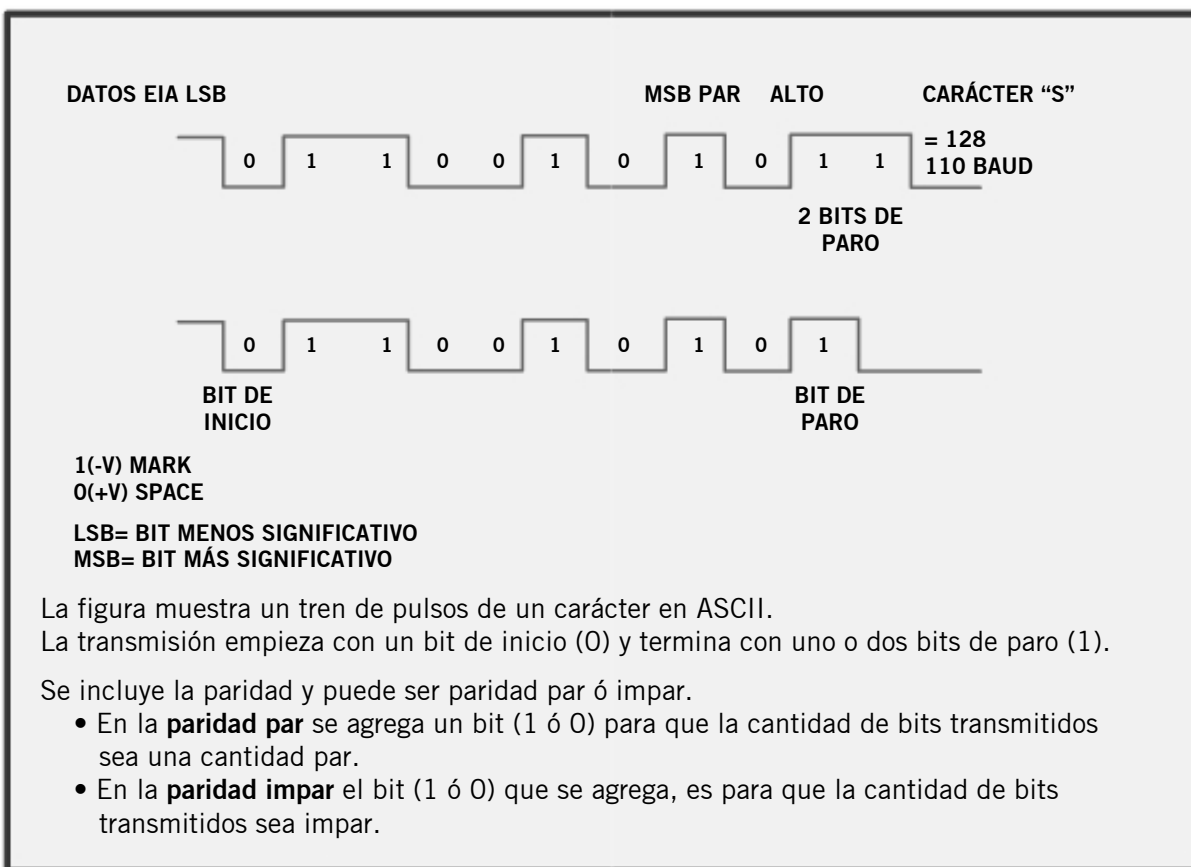 DATOS EIA LSB MSB PAR ALTO CARÁCTER “S”
= 128
0 1 1 0 0 1 0 1 0 1 1 110 BAUD
2 BITS DE
PARO
0 1 1 0 0 1 0 1 0 1
BIT DE BIT DE
INICIO PARO
1(-V) MARK
0(+V) SPACE
LSB= BIT MENOS SIGNIFICATIVO
MSB= BIT MÁS SIGNIFICATIVO
La figura muestra un tren de pulsos de un carácter en ASCII.
La transmisión empieza con un bit de inicio (0) y termina con uno o dos bits de paro (1).
Se incluye la paridad y puede ser paridad par ó impar.
• En la paridad par se agrega un bit (1 ó 0) para que la cantidad de bits transmitidos
sea una cantidad par.
• En la paridad impar el bit (1 ó 0) que se agrega, es para que la cantidad de bits
transmitidos sea impar.